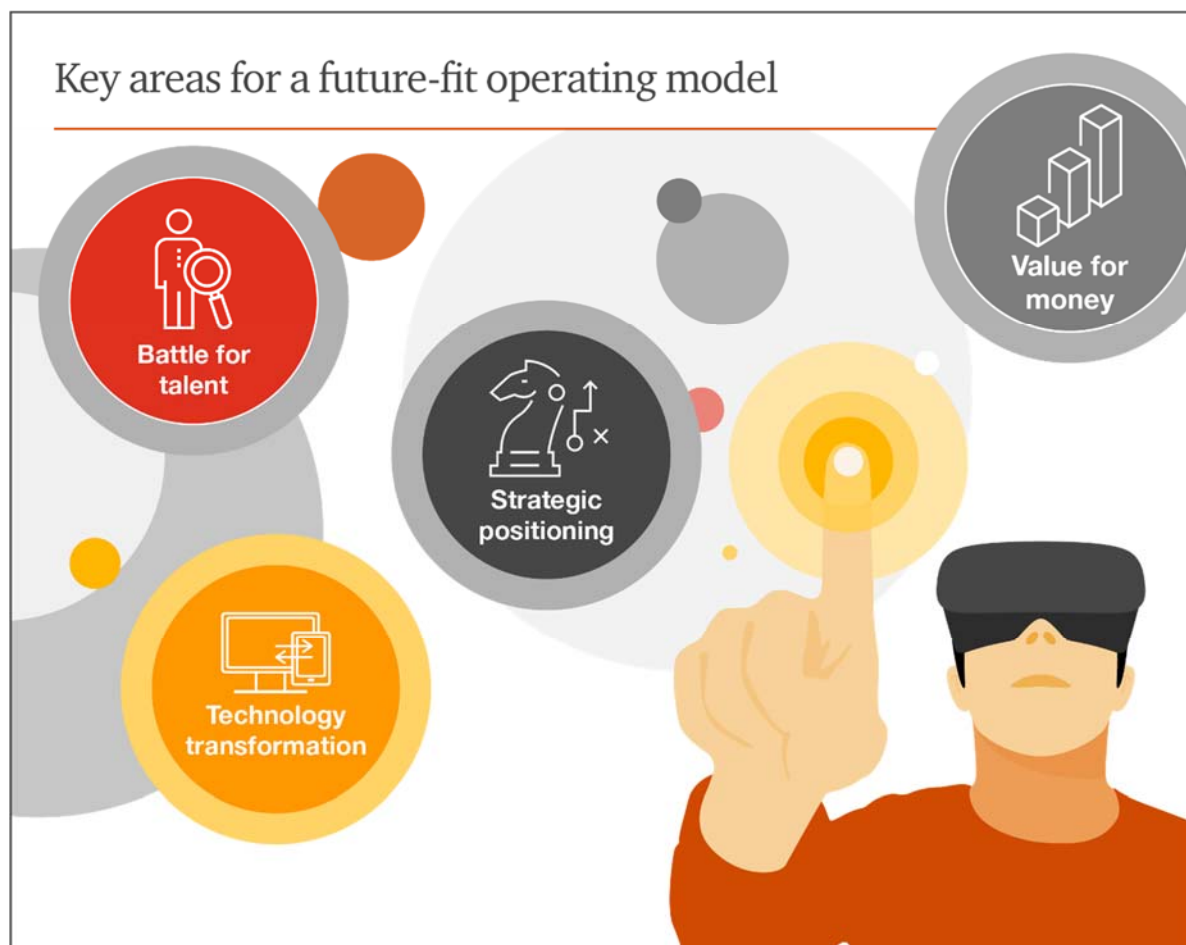 Key areas for a future-fit operating model
Value for
money
Battle for
talent
Strategic
positioning
Technology
transformation